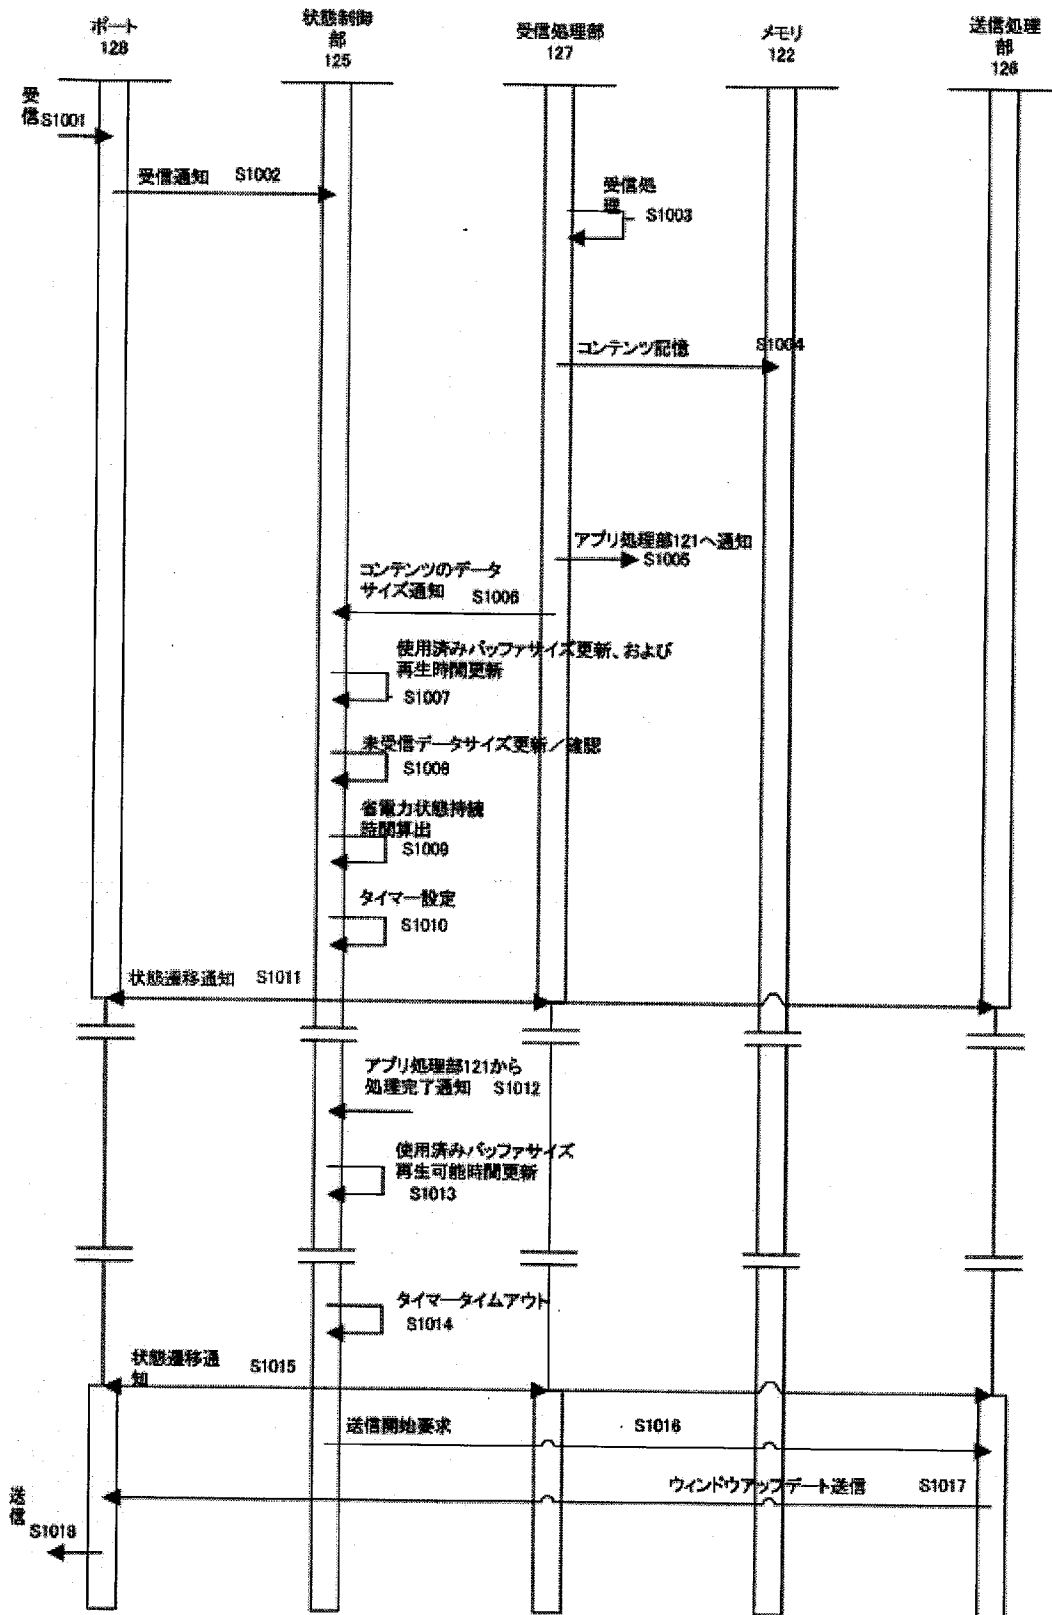 ポート
128
状態制御
部
125
受信処理部
127
メモリ
122
送信処理
部
126
受
信
S1001
受信通知 S1002
受信処
理
S1003
コンテンツ記憶 S1004
アプリ処理部121へ通知
S1005
コンテンツのデータ
サイズ通知 S1006
使用済みバッファサイズ更新、および
再生時間更新
S1007
未受信データサイズ更新／確認
S1008
省電力状態持続
時間算出
S1009
タイマー設定
S1010
状態遷移通知 S1011
アプリ処理部121から
処理完了通知 S1012
使用済みバッファサイズ
再生可能時間更新
S1013
タイマータイムアウト
S1014
状態遷移通
知
S1015
送信開始要求 S1016
ウィンドウアップデート送信 S1017
送
信
S1018